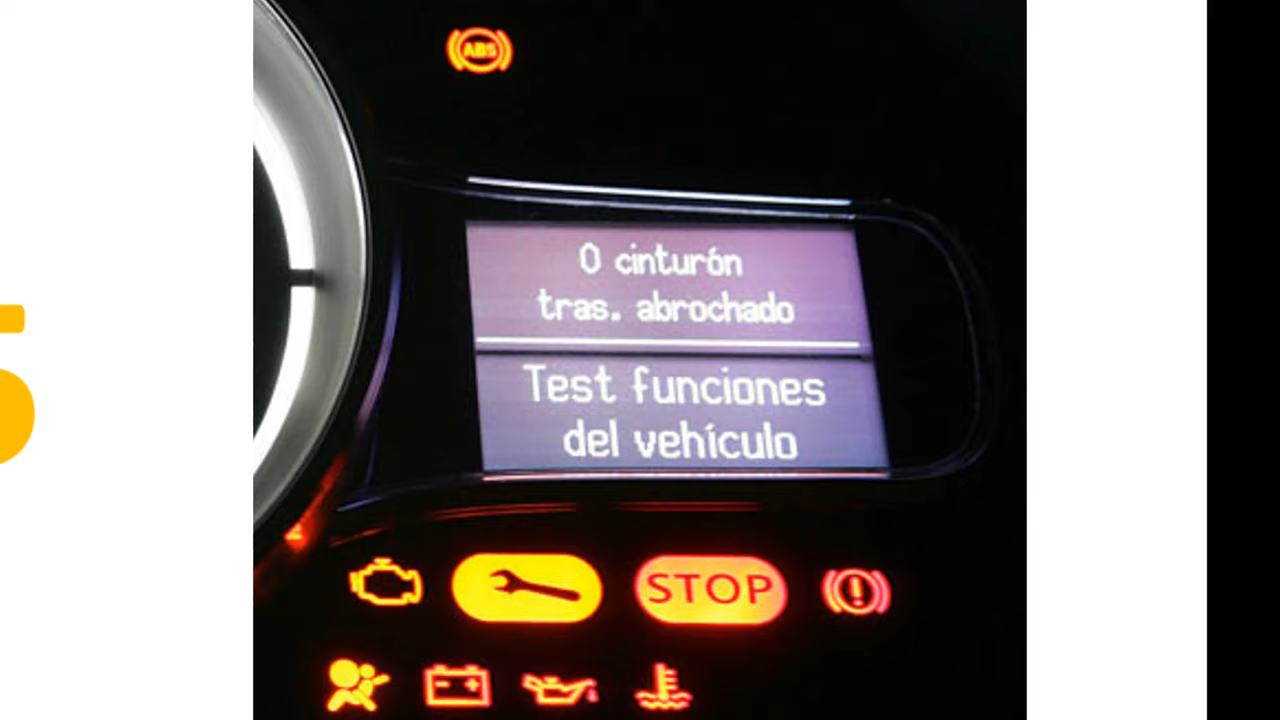 ABS
0 cinturón
tras. abrochado
Test funciones
del vehículo
STOP